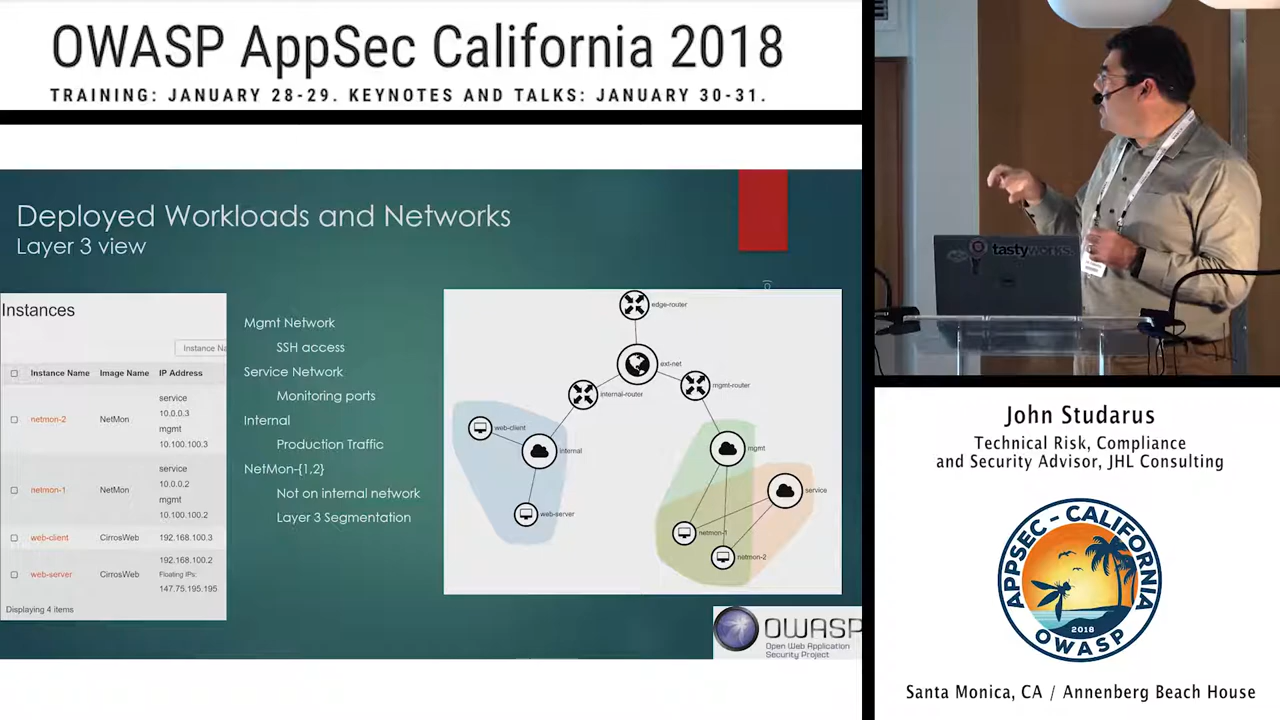 OWASP AppSec California 2018
TRAINING: JANUARY 28-29. KEYNOTES AND TALKS: JANUARY 30-31.
Deployed Workloads and Networks
Layer 3 view
Instances
Instance Na
Instance Name Image Name IP Address
netmon-2 NetMon
service
10.0.0.3
mgmt
10.100.100.3
netmon-1 NetMon
service
10.0.0.2
mgmt
10.100.100.2
web-client CirrosWeb 192.168.100.3
web-server CirrosWeb
192.168.100.2
Floating IPs:
147.75.195.195
Displaying 4 items
Mgmt Network
SSH access
Service Network
Monitoring ports
Internal
Production Traffic
NetMon-{1,2}
Not on internal network
Layer 3 Segmentation
edge-router
ext-net
internal-router
mgmt-router
web-client
internal
web-server
mgmt
service
netmon-1
netmon-2
OWASP
Open Web Application
Security Project
tastyworks
John Studarus
Technical Risk, Compliance
and Security Advisor, JHL Consulting
APPSEC - CALIFORNIA
2018
OWASP
Santa Monica, CA / Annenberg Beach House